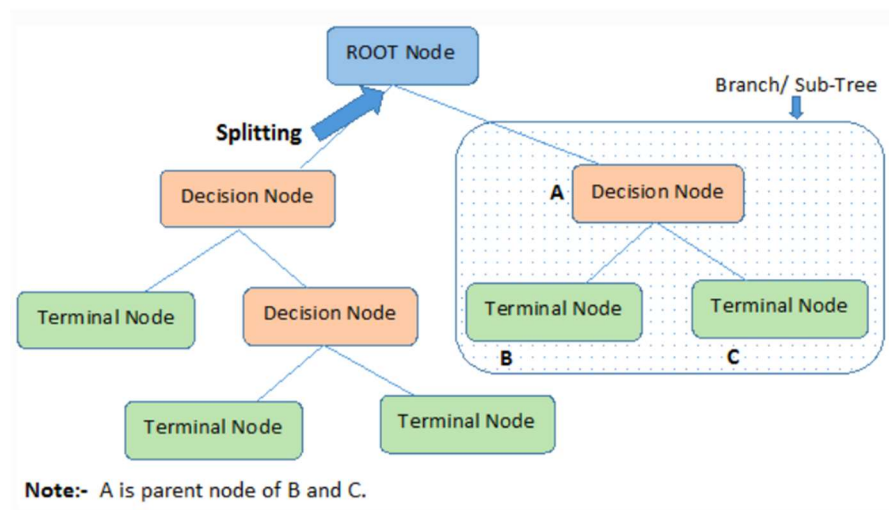 ROOT Node
Branch/ Sub-Tree
Splitting
Decision Node
A Decision Node
Terminal Node
Decision Node
Terminal Node
Terminal Node
B
C
Terminal Node
Terminal Node
Note:- A is parent node of B and C.